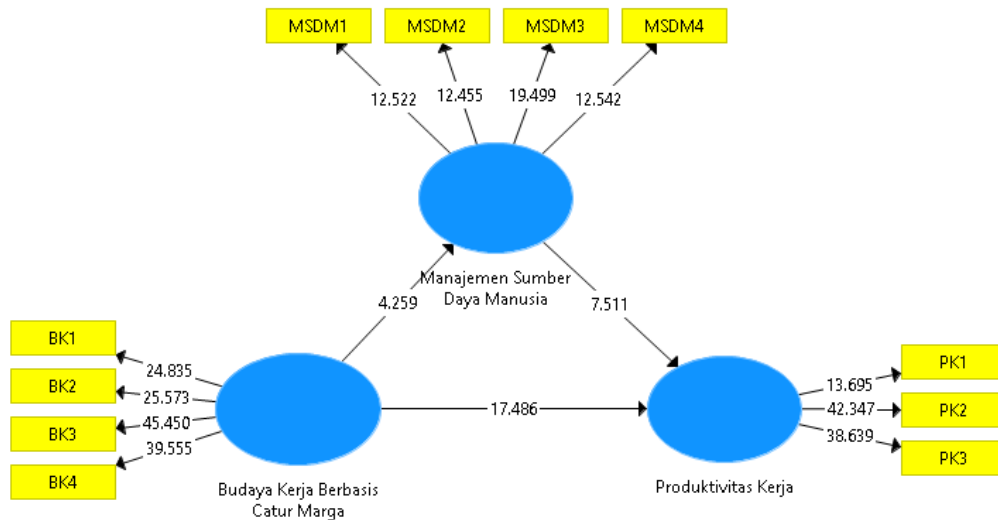 MSDM1 MSDM2 MSDM3 MSDM4
12.522 12.455 19.499 12.542
Manajemen Sumber
Daya Manusia
4.259 7.511
BK1
BK2
BK3
BK4
24.835
25.573
45.450
39.555
17.486
13.695
42.347
38.639
PK1
PK2
PK3
Budaya Kerja Berbasis
Catur Marga
Produktivitas Kerja